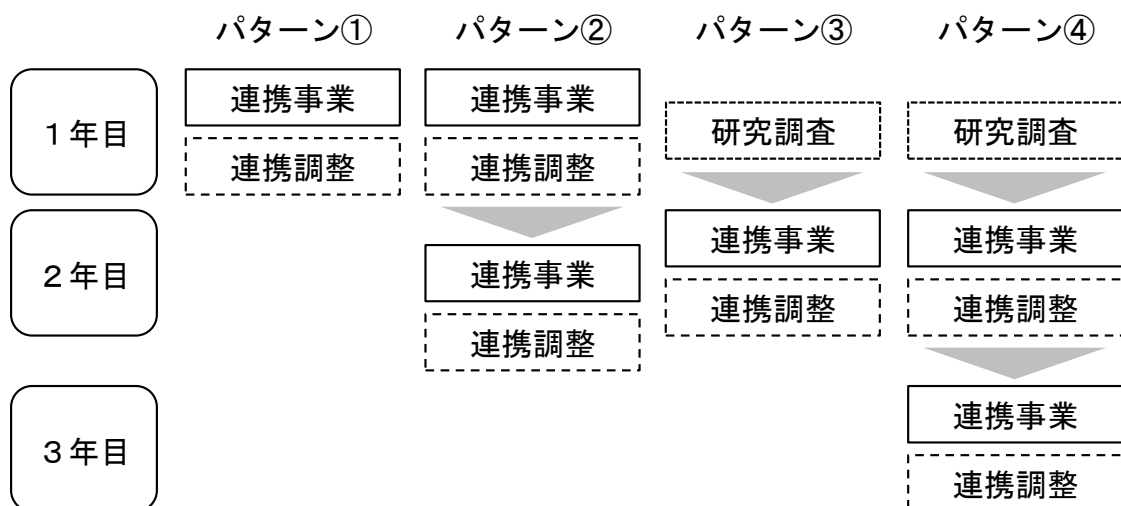 パターン① パターン② パターン③ パターン④
1年目
連携事業 連携事業
連携調整 連携調整
研究調査 研究調査
2年目
連携事業 連携事業 連携事業
連携調整 連携調整 連携調整
3年目
連携事業
連携調整